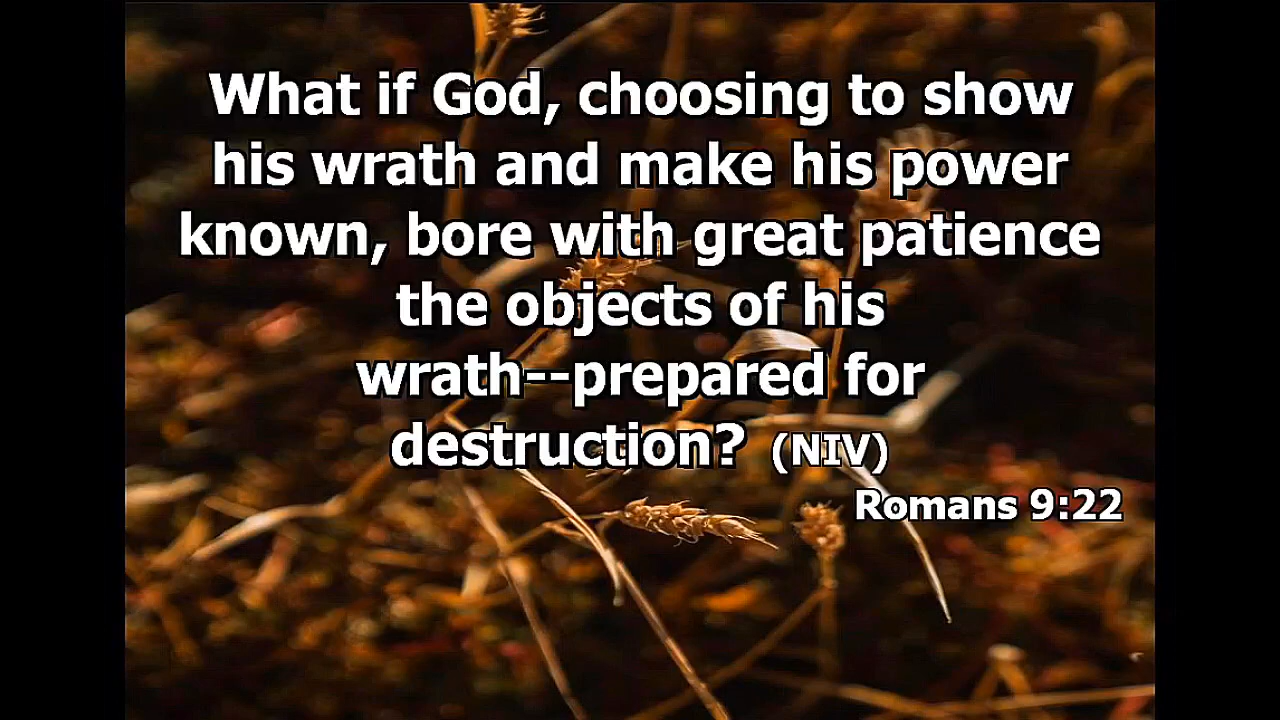 What if God, choosing to show
his wrath and make his power
known, bore with great patience
the objects of his
wrath--prepared for
destruction? (NIV)
Romans 9:22